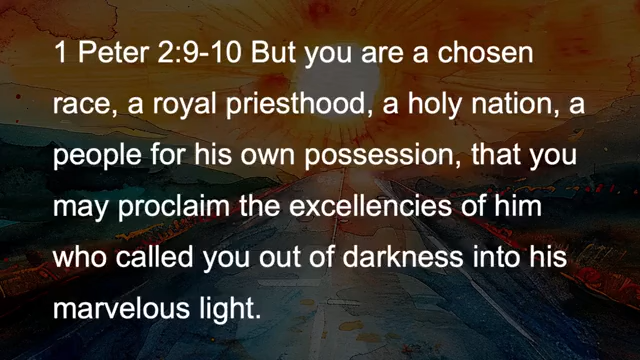 1 Peter 2:9-10 But you are a chosen
race, a royal priesthood, a holy nation, a
people for his own possession, that you
may proclaim the excellencies of him
who called you out of darkness into his
marvelous light.